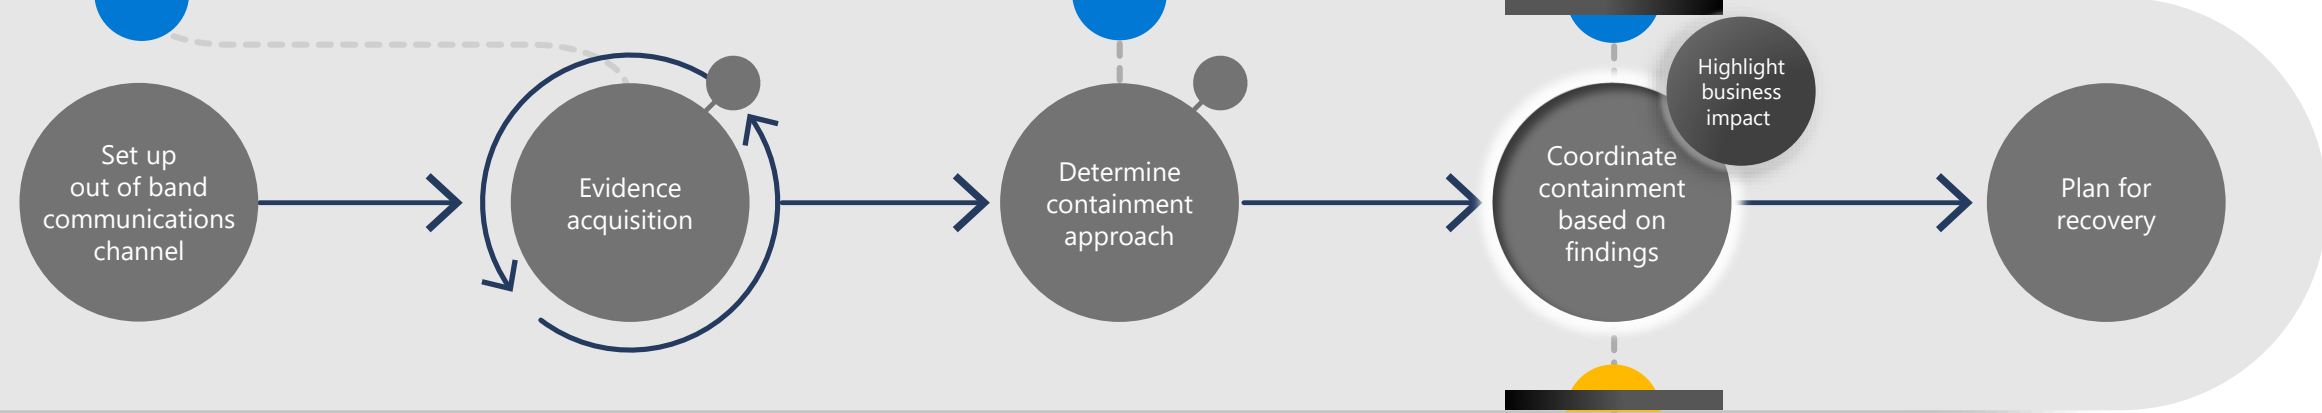 Set up
out of band
communications
channel
Evidence
acquisition
Determine
containment
approach
Highlight
business
impact
Coordinate
containment
based on
findings
Plan for
recovery